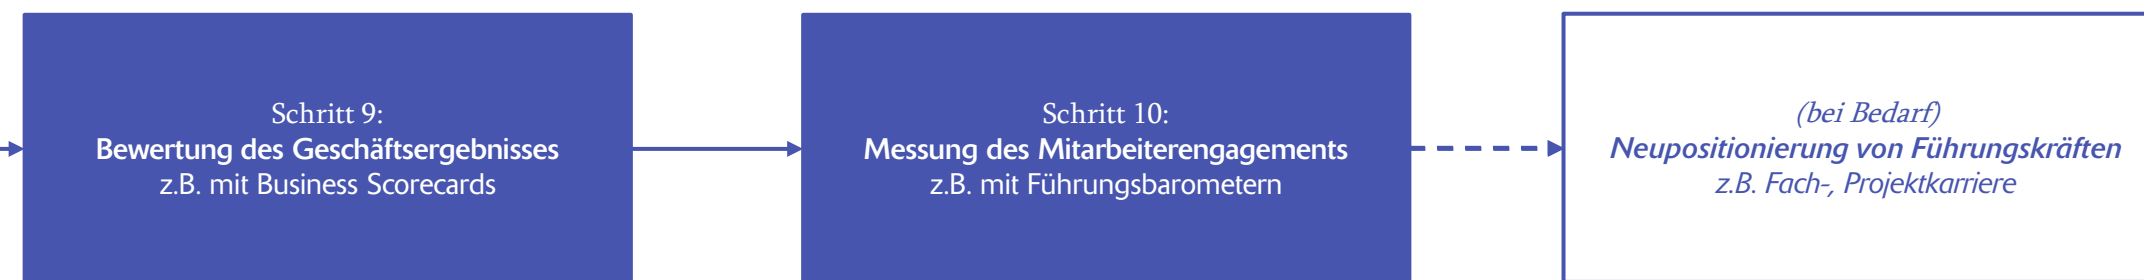 Schritt 9:
Bewertung des Geschäftsergebnisses
z.B. mit Business Scorecards
Schritt 10:
Messung des Mitarbeiterengagements
z.B. mit Führungsbarometern
(bei Bedarf)
Neupositionierung von Führungskräften
z.B. Fach-, Projektkarriere